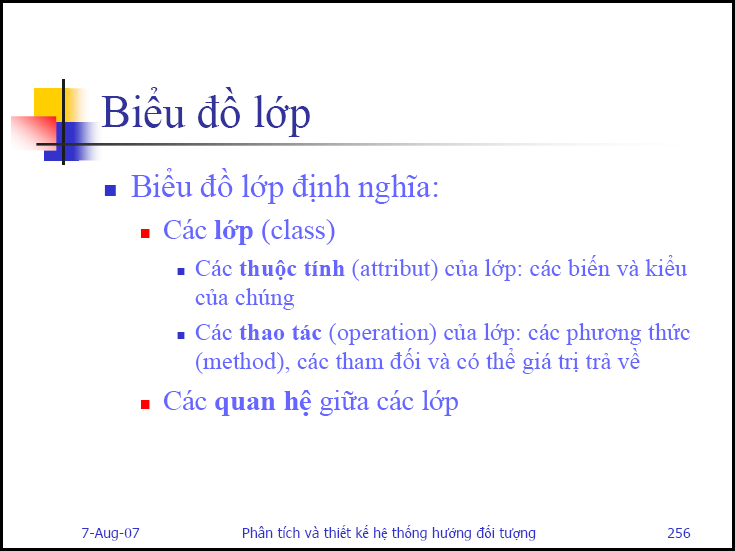 Biểu đồ lớp
Biểu đồ lớp định nghĩa:
Các lớp (class)
Các thuộc tính (attribut) của lớp: các biến và kiểu
của chúng
Các thao tác (operation) của lớp: các phương thức
(method), các tham đối và có thể giá trị trả về
Các quan hệ giữa các lớp
7-Aug-07 Phân tích và thiết kế hệ thống hướng đối tượng 256